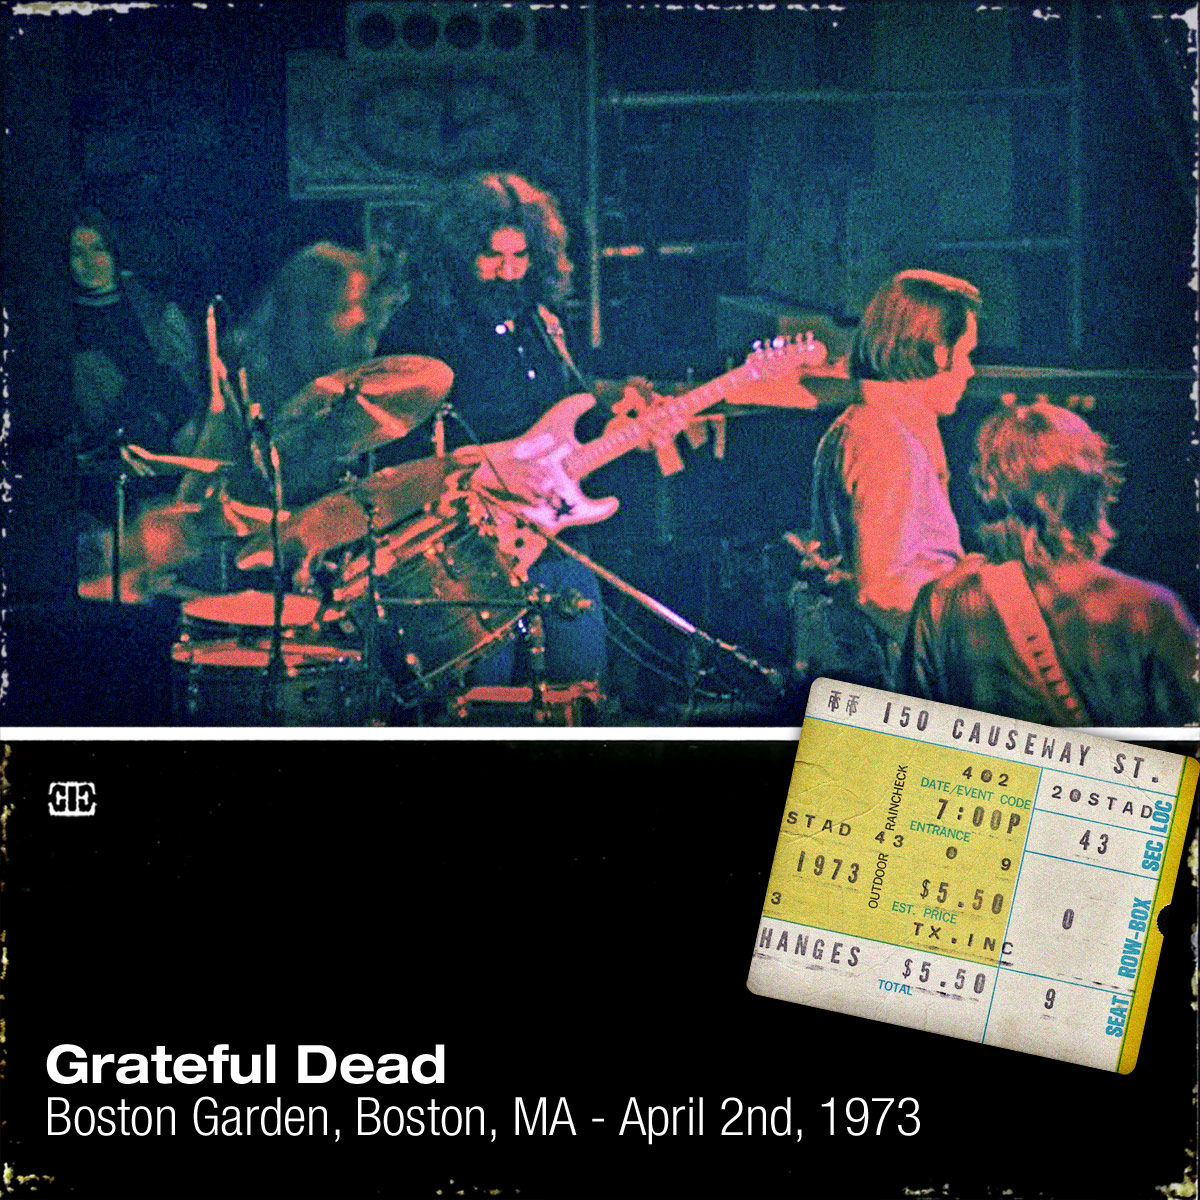 150 CAUSEWAY ST.
402
DATE/EVENT CODE
7:00P
ENTRANCE
0 9
$5.50
EST. PRICE
TX.INC
RAINCHECK
OUTDOOR
STAD 43
1973
3
HANGES $5.50
TOTAL
20STAD
43
0
9
SEC LOC
ROW-BOX
SEAT
Grateful Dead
Boston Garden, Boston, MA - April 2nd, 1973